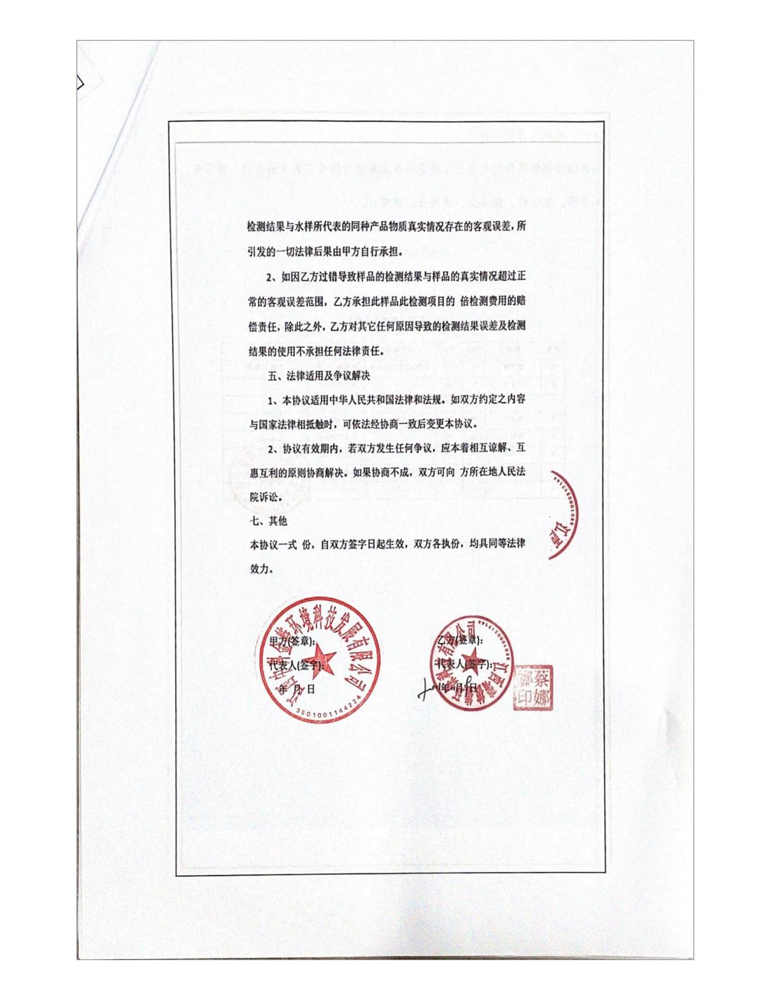 检测结果与水样所代表的同种产品物质真实情况存在的客观误差，所
引发的一切法律后果由甲方自行承担。
2、如因乙方过错导致样品的检测结果与样品的真实情况超过正
常的客观误差范围，乙方承担此样品此检测项目的 倍检测费用的赔
偿责任，除此之外，乙方对其它任何原因导致的检测结果误差及检测
结果的使用不承担任何法律责任。
五、法律适用及争议解决
1、本协议适用中华人民共和国法律和法规。如双方约定之内容
与国家法律相抵触时，可依法经协商一致后变更本协议。
2、协议有效期内，若双方发生任何争议，应本着相互谅解、互
惠互利的原则协商解决。如果协商不成，双方可向 方所在地人民法
院诉讼。
七、其他
本协议一式 份，自双方签字日起生效，双方各执份，均具同等法律
效力。
江西
3601000217144
甲方(签章):
代表人(签字):
年 月 日
环境科技发展有限公司
3601001144224
乙方(签章):
代表人(签字):
年 月 日
有限公司
3601000217144
蔡娜
娜印